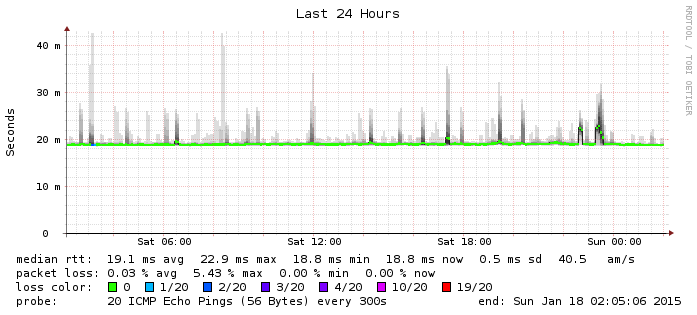 Last 24 Hours
RRDTOOL / TOBI OETIKER
Seconds
40 m
30 m
20 m
10 m
0
Sat 06:00 Sat 12:00 Sat 18:00 Sun 00:00
median rtt: 19.1 ms avg 22.9 ms max 18.8 ms min 18.8 ms now 0.5 ms sd 40.5 am/s
packet loss: 0.03 % avg 5.43 % max 0.00 % min 0.00 % now
loss color: 0 1/20 2/20 3/20 4/20 10/20 19/20
probe: 20 ICMP Echo Pings (56 Bytes) every 300s end: Sun Jan 18 02:05:06 2015